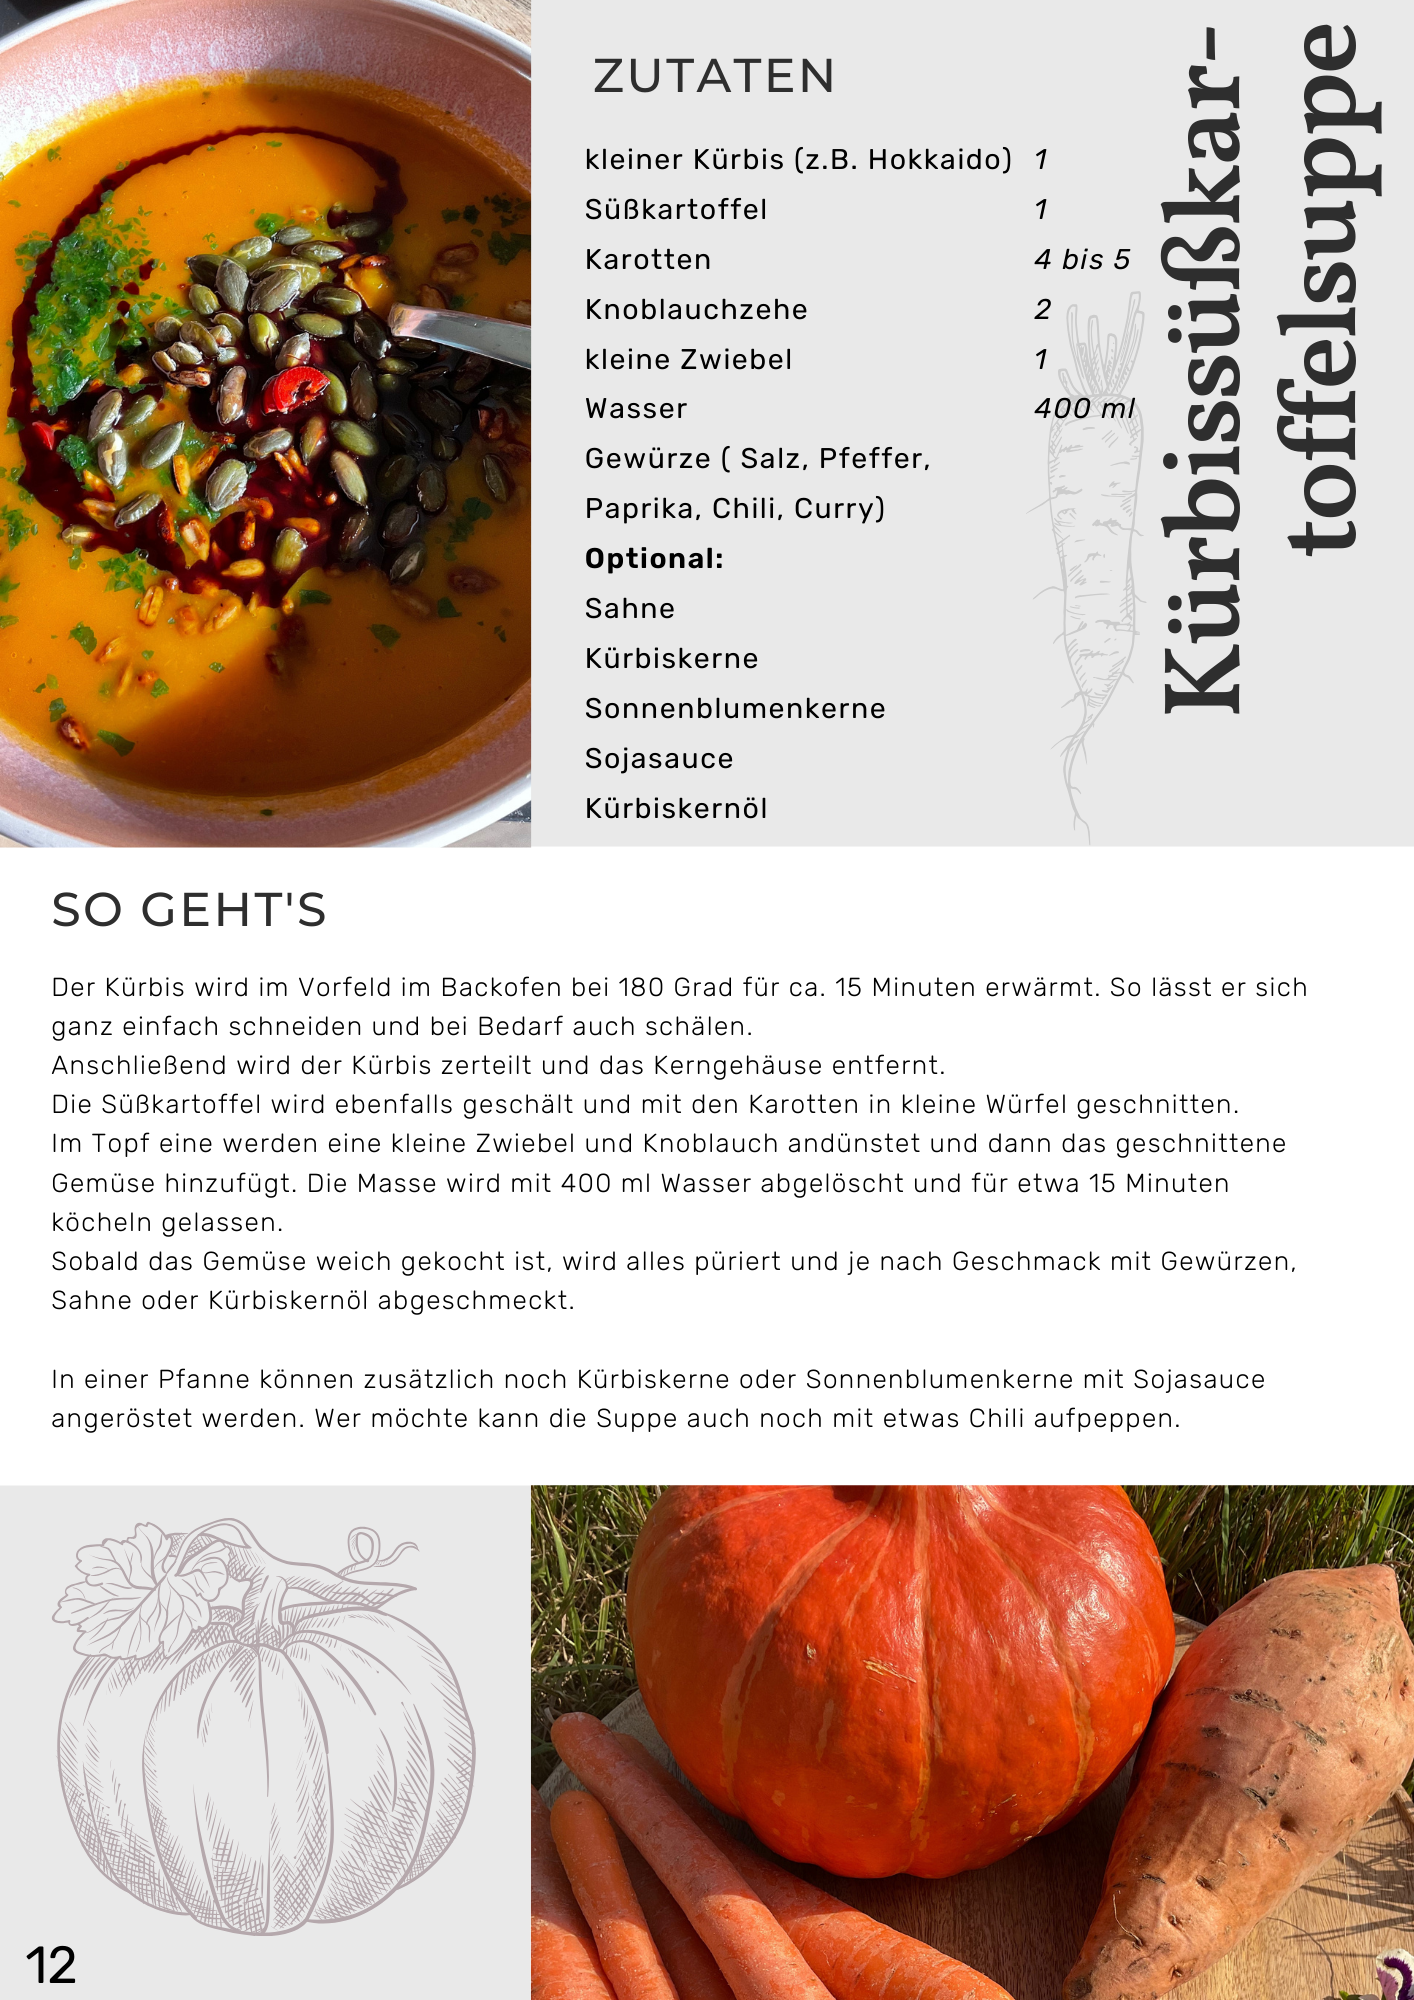 Kürbissüßkar-
toffelsuppe
ZUTATEN
kleiner Kürbis (z.B. Hokkaido) 1
Süßkartoffel 1
Karotten 4 bis 5
Knoblauchzehe 2
kleine Zwiebel 1
Wasser 400 ml
Gewürze ( Salz, Pfeffer,
Paprika, Chili, Curry)
Optional:
Sahne
Kürbiskerne
Sonnenblumenkerne
Sojasauce
Kürbiskernöl
SO GEHT'S
Der Kürbis wird im Vorfeld im Backofen bei 180 Grad für ca. 15 Minuten erwärmt. So lässt er sich
ganz einfach schneiden und bei Bedarf auch schälen.
Anschließend wird der Kürbis zerteilt und das Kerngehäuse entfernt.
Die Süßkartoffel wird ebenfalls geschält und mit den Karotten in kleine Würfel geschnitten.
Im Topf eine werden eine kleine Zwiebel und Knoblauch andünstet und dann das geschnittene
Gemüse hinzufügt. Die Masse wird mit 400 ml Wasser abgelöscht und für etwa 15 Minuten
köcheln gelassen.
Sobald das Gemüse weich gekocht ist, wird alles püriert und je nach Geschmack mit Gewürzen,
Sahne oder Kürbiskernöl abgeschmeckt.
In einer Pfanne können zusätzlich noch Kürbiskerne oder Sonnenblumenkerne mit Sojasauce
angeröstet werden. Wer möchte kann die Suppe auch noch mit etwas Chili aufpeppen.
12